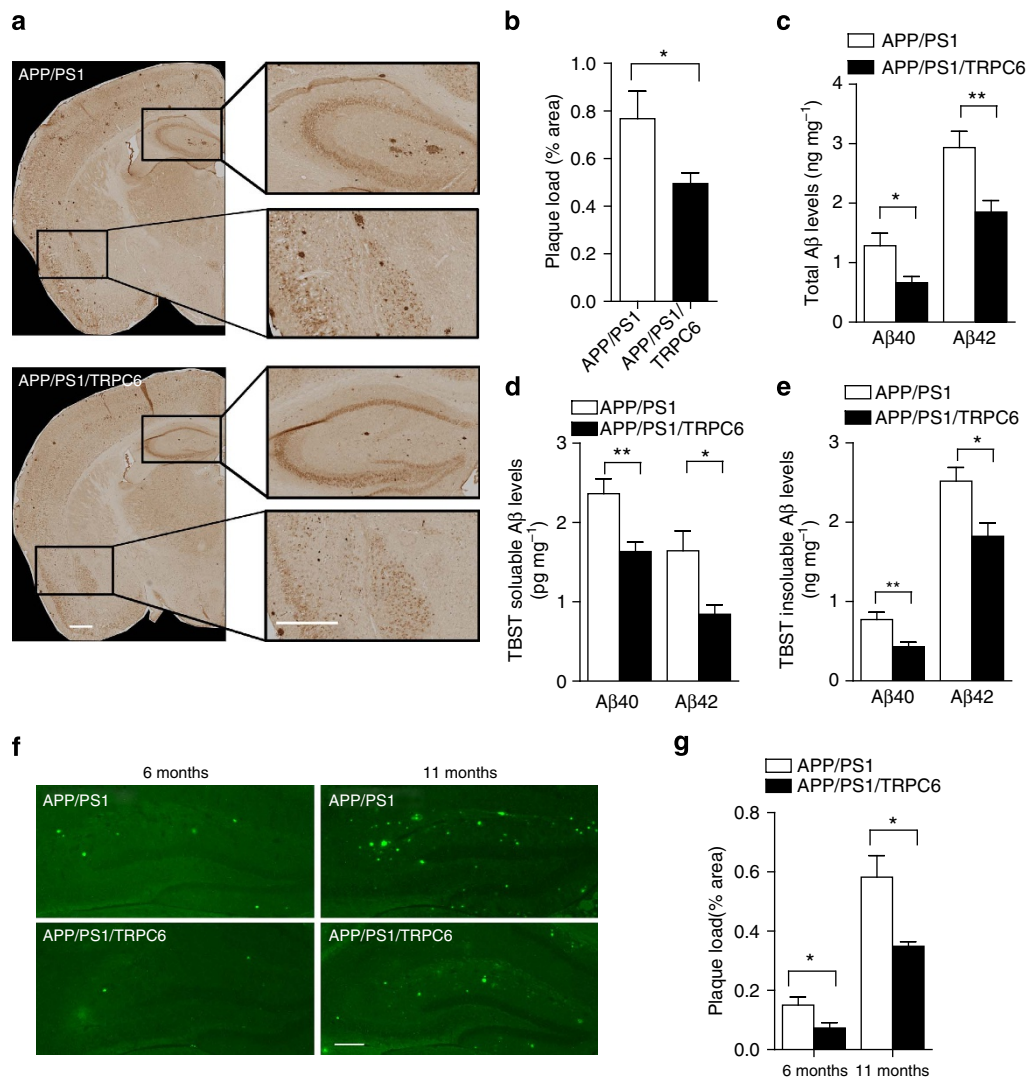 a
APP/PS1
APP/PS1/TRPC6
b
*
Plaque load (% area)
1.0
0.8
0.6
0.4
0.2
0.0
APP/PS1
APP/PS1/
TRPC6
c
APP/PS1
APP/PS1/TRPC6
Total Aβ levels (ng mg⁻¹)
4
3
2
1
0
*
**
Aβ40
Aβ42
d
APP/PS1
APP/PS1/TRPC6
TBST soluable Aβ levels
(pg mg⁻¹)
3
2
1
0
**
*
Aβ40
Aβ42
e
APP/PS1
APP/PS1/TRPC6
TBST insoluable Aβ levels
(ng mg⁻¹)
3
2
1
0
**
*
Aβ40
Aβ42
f
6 months
11 months
APP/PS1
APP/PS1
APP/PS1/TRPC6
APP/PS1/TRPC6
g
APP/PS1
APP/PS1/TRPC6
Plaque load(% area)
0.8
0.6
0.4
0.2
0.0
*
*
6 months
11 months